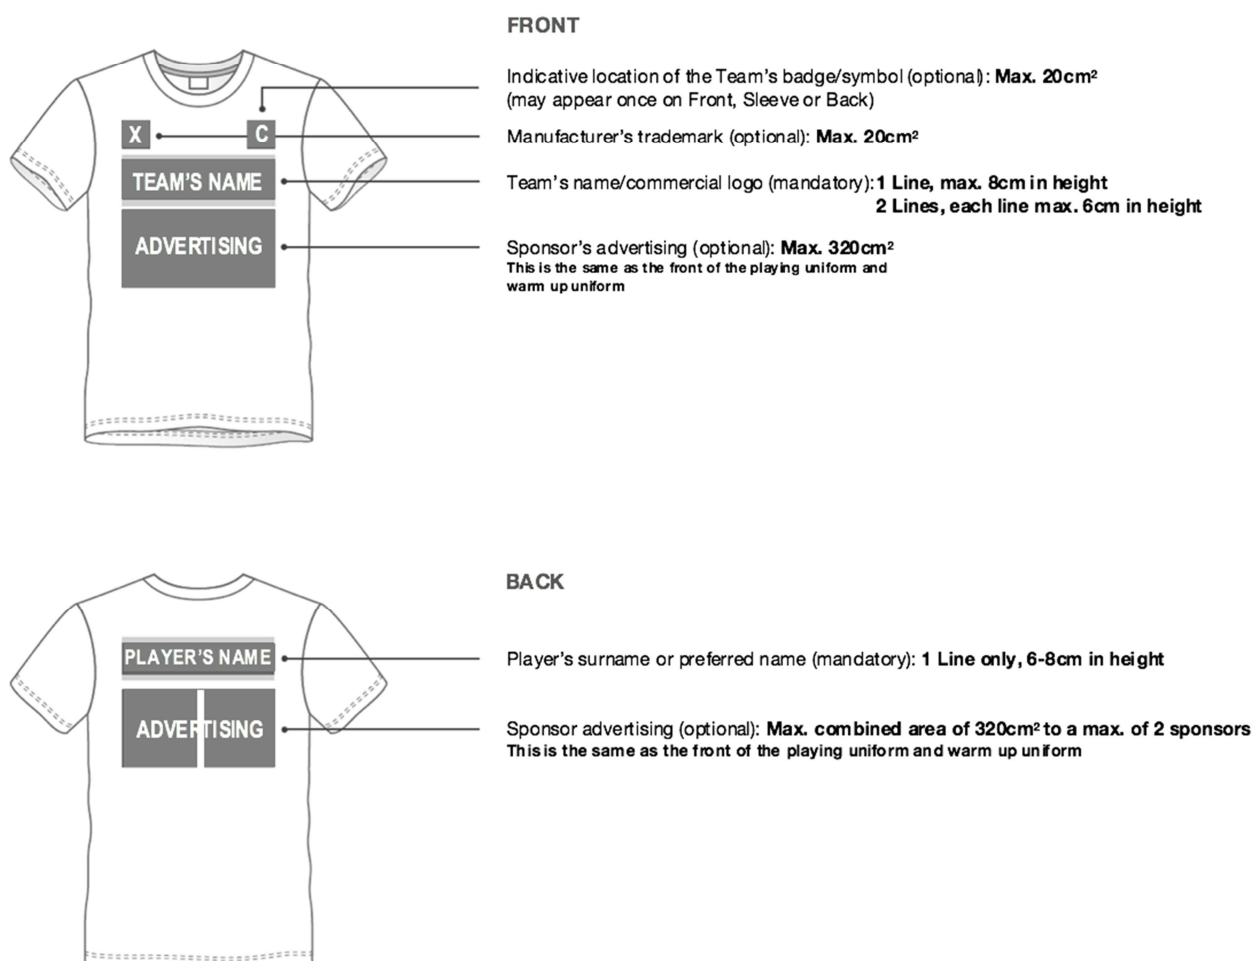 FRONT
Indicative location of the Team's badge/symbol (optional): Max. 20cm²
(may appear once on Front, Sleeve or Back)
X
C
Manufacturer's trademark (optional): Max. 20cm²
TEAM'S NAME
Team's name/commercial logo (mandatory): 1 Line, max. 8cm in height
2 Lines, each line max. 6cm in height
ADVERTISING
Sponsor's advertising (optional): Max. 320cm²
This is the same as the front of the playing uniform and
warm up uniform
BACK
PLAYER'S NAME
Player's surname or preferred name (mandatory): 1 Line only, 6-8cm in height
ADVERTISING
Sponsor advertising (optional): Max. combined area of 320cm² to a max. of 2 sponsors
This is the same as the front of the playing uniform and warm up uniform